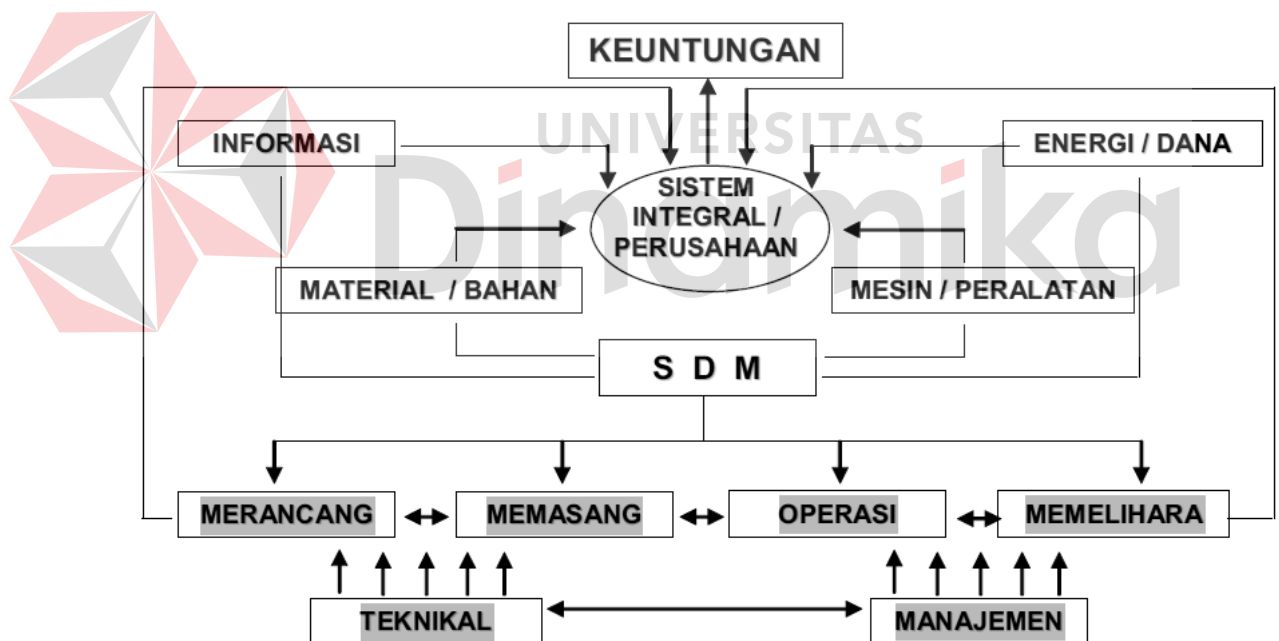 KEUNTUNGAN
UNIVERSITAS
Dinamika
INFORMASI
ENERGI / DANA
SISTEM
INTEGRAL /
PERUSAHAAN
MATERIAL / BAHAN
MESIN / PERALATAN
S D M
MERANCANG
MEMASANG
OPERASI
MEMELIHARA
TEKNIKAL
MANAJEMEN